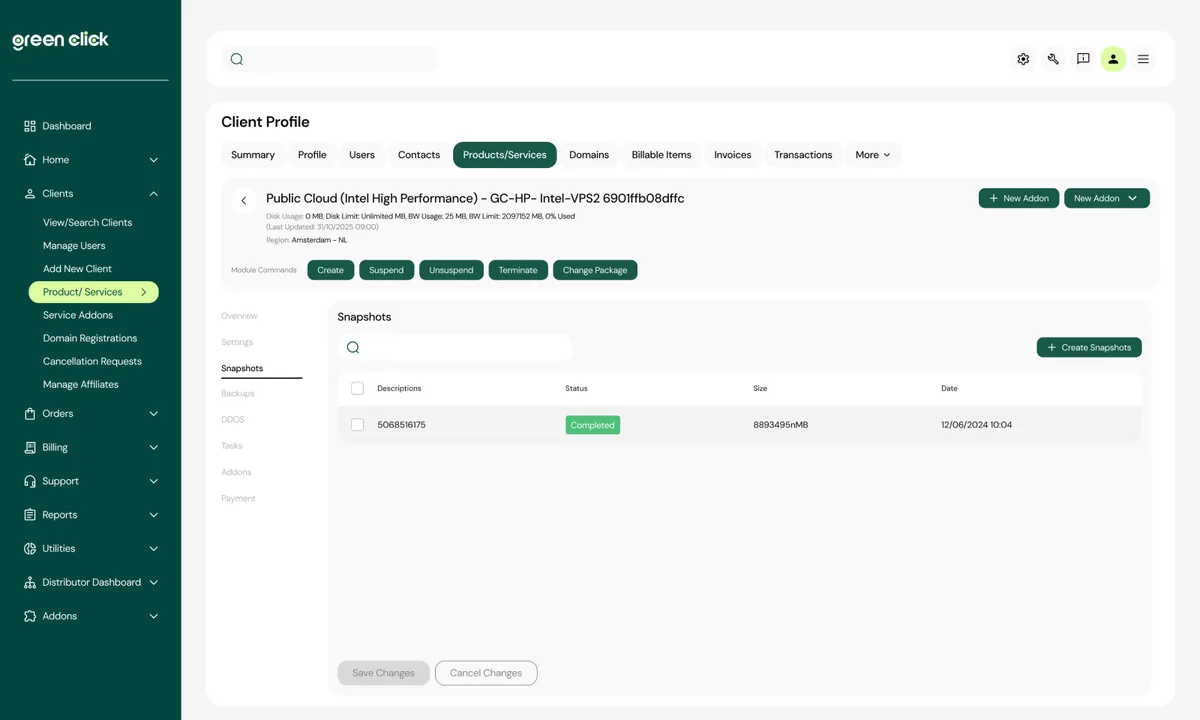 green click
Dashboard
Home
Clients
View/Search Clients
Manage Users
Add New Client
Product/ Services
Service Addons
Domain Registrations
Cancellation Requests
Manage Affiliates
Orders
Billing
Support
Reports
Utilities
Distributor Dashboard
Addons
Client Profile
Summary Profile Users Contacts Products/Services Domains Billable Items Invoices Transactions More
Public Cloud (Intel High Performance) - GC-HP- Intel-VPS2 6901ffb08dffc
New Addon New Addon
Disk Usage: 0 MB, Disk Limit: Unlimited MB, BW Usage: 25 MB, BW Limit: 2097152 MB, 0% Used
(Last Updated: 31/10/2025 09:00)
Region: Amsterdam - NL
Module Commands Create Suspend Unsuspend Terminate Change Package
Overview
Settings
Snapshots
Backups
DDOS
Tasks
Addons
Payment
Snapshots
Create Snapshots
Descriptions Status Size Date
5068516175 Completed 8893495nMB 12/06/2024 10:04
Save Changes Cancel Changes